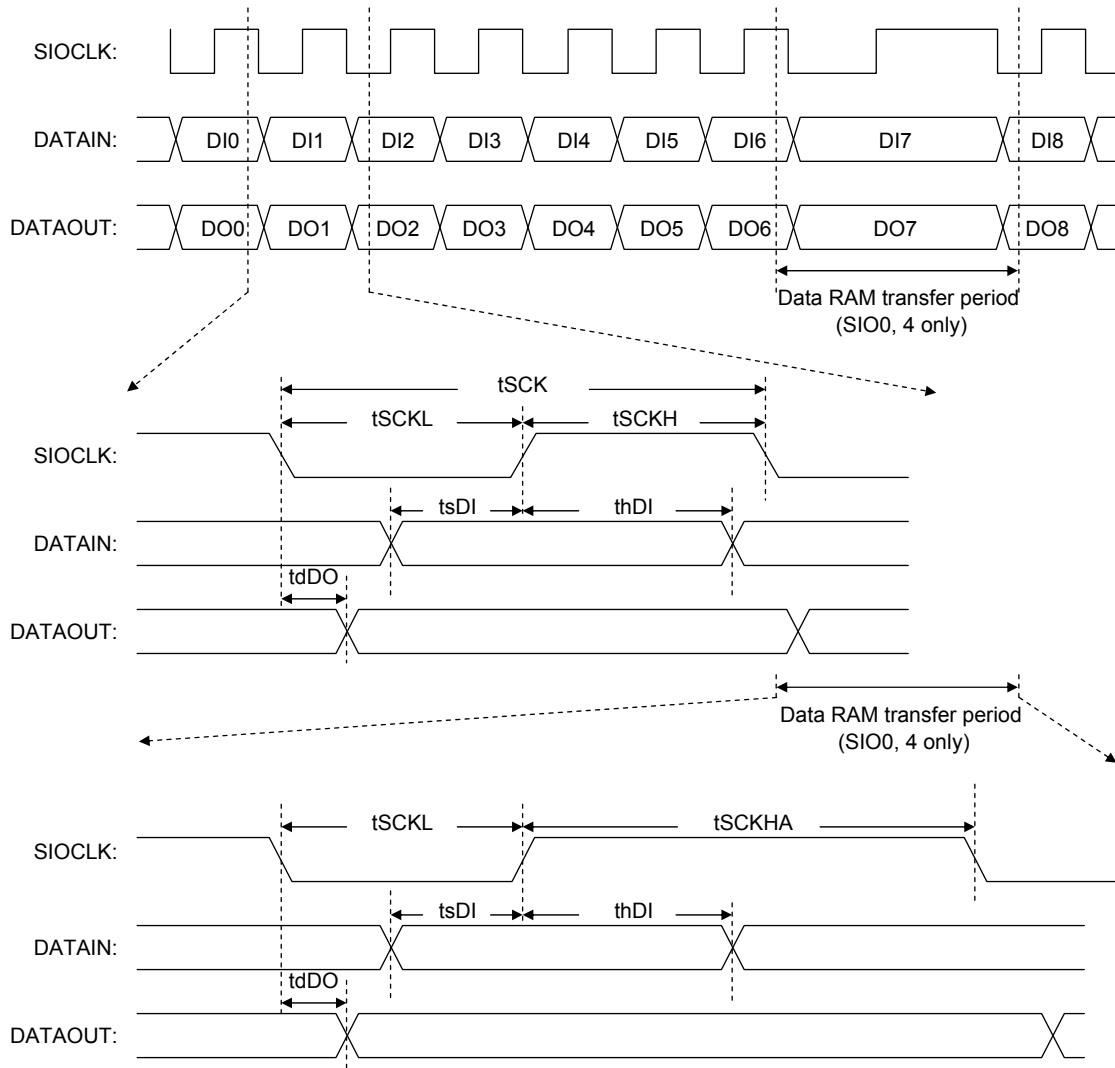 SIOCLK:
DATAIN: DI0 DI1 DI2 DI3 DI4 DI5 DI6 DI7 DI8
DATAOUT: DO0 DO1 DO2 DO3 DO4 DO5 DO6 DO7 DO8
Data RAM transfer period
(SIO0, 4 only)
tSCK
tSCKL tSCKH
SIOCLK:
tsDI thDI
DATAIN:
tdDO
DATAOUT:
Data RAM transfer period
(SIO0, 4 only)
tSCKL tSCKHA
SIOCLK:
tsDI thDI
DATAIN:
tdDO
DATAOUT: